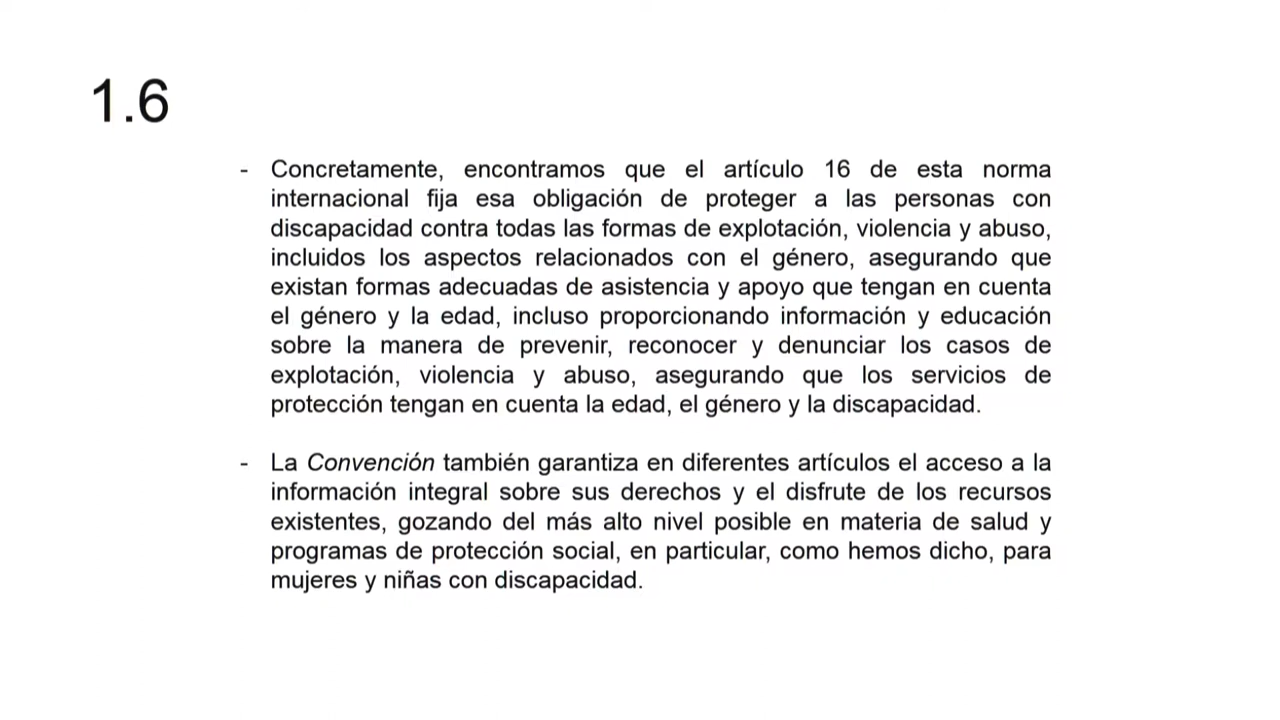 1.6
- Concretamente, encontramos que el artículo 16 de esta norma
internacional fija esa obligación de proteger a las personas con
discapacidad contra todas las formas de explotación, violencia y abuso,
incluidos los aspectos relacionados con el género, asegurando que
existan formas adecuadas de asistencia y apoyo que tengan en cuenta
el género y la edad, incluso proporcionando información y educación
sobre la manera de prevenir, reconocer y denunciar los casos de
explotación, violencia y abuso, asegurando que los servicios de
protección tengan en cuenta la edad, el género y la discapacidad.
- La Convención también garantiza en diferentes artículos el acceso a la
información integral sobre sus derechos y el disfrute de los recursos
existentes, gozando del más alto nivel posible en materia de salud y
programas de protección social, en particular, como hemos dicho, para
mujeres y niñas con discapacidad.